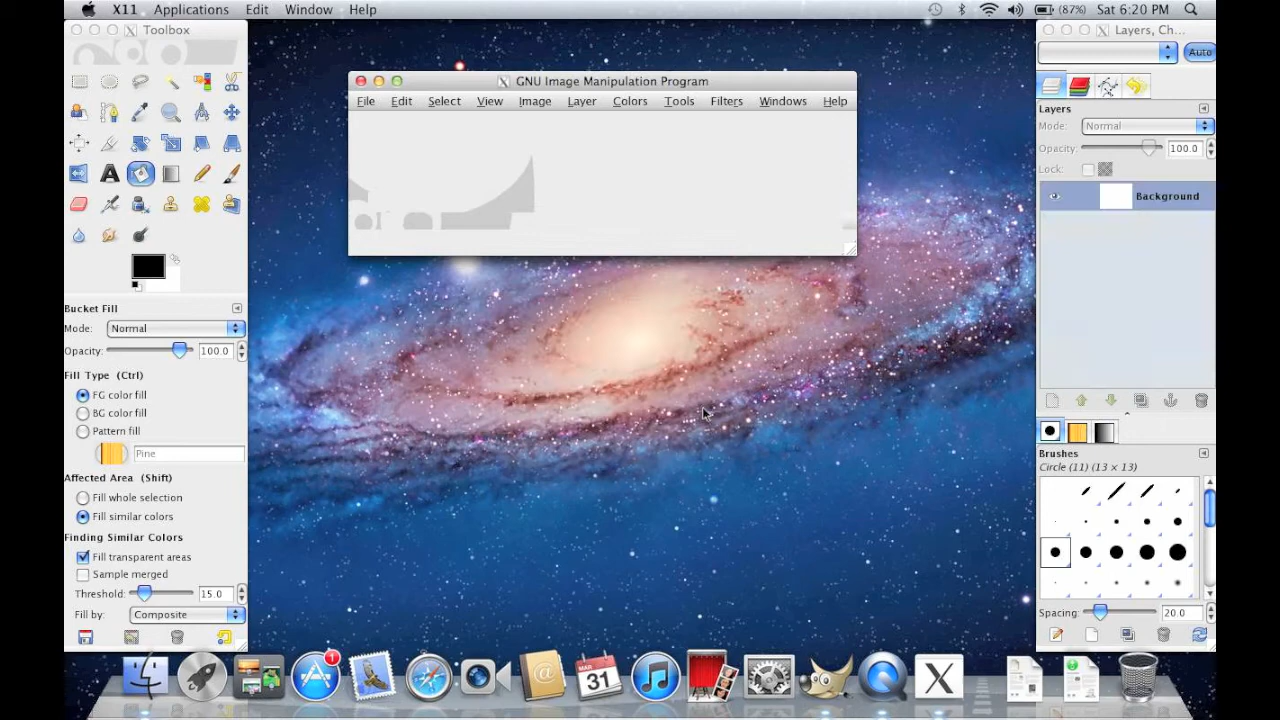 X11 Applications Edit Window Help (87%) Sat 6:20 PM
Toolbox
Layers, Ch...
Auto
GNU Image Manipulation Program
File Edit Select View Image Layer Colors Tools Filters Windows Help
Layers
Mode: Normal
Opacity: 100.0
Lock:
Background
Bucket Fill
Mode: Normal
Opacity: 100.0
Fill Type (Ctrl)
FG color fill
BG color fill
Pattern fill
Pine
Affected Area (Shift)
Fill whole selection
Fill similar colors
Finding Similar Colors
Fill transparent areas
Sample merged
Threshold: 15.0
Fill by: Composite
Brushes
Circle (11) (13 × 13)
Spacing: 20.0
1
MAR
31
@
X